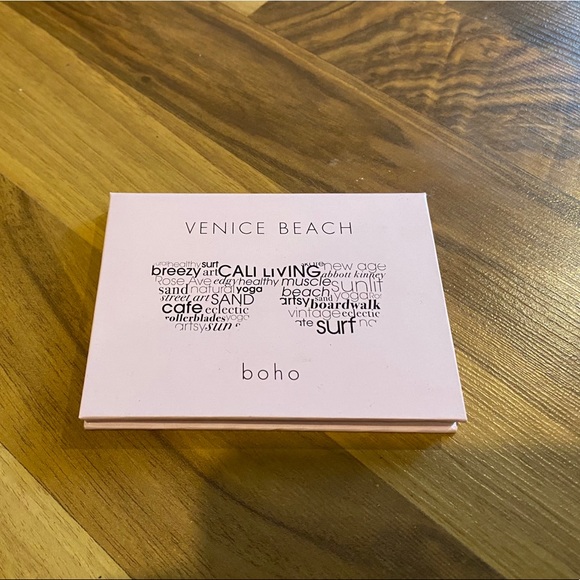 VENICE BEACH
healthy surf
breezy art CALI LIVING new age
abbott kinney
Rose Ave edgy healthy muscle sunlit
sand natural yoga beach
street art SAND artsy sand yoga
cafe eclectic boardwalk
rollerblades yoga vintage eclectic
artsy sun surf
boho